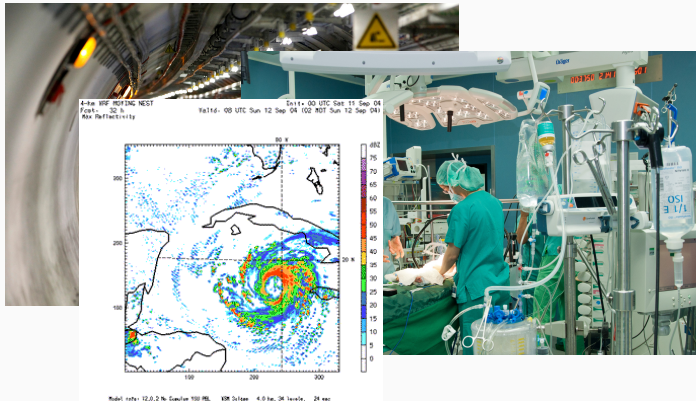 4-km WRF MOVING NEST Init: 00 UTC Sat 11 Sep 04
Fcst: 32 h Valid: 08 UTC Sun 12 Sep 04 (02 MDT Sun 12 Sep 04)
Max Reflectivity
80 W
dBZ
75
70
65
60
55
50
45
40
35
30
25
20
15
10
5
0
300
200
100
20 N
100
200
300
Dräger
1/1 E
ISO
Model info: V2.0.2 No Cumulus YSU PBL WSM 5class 4.0 km, 34 levels, 24 sec